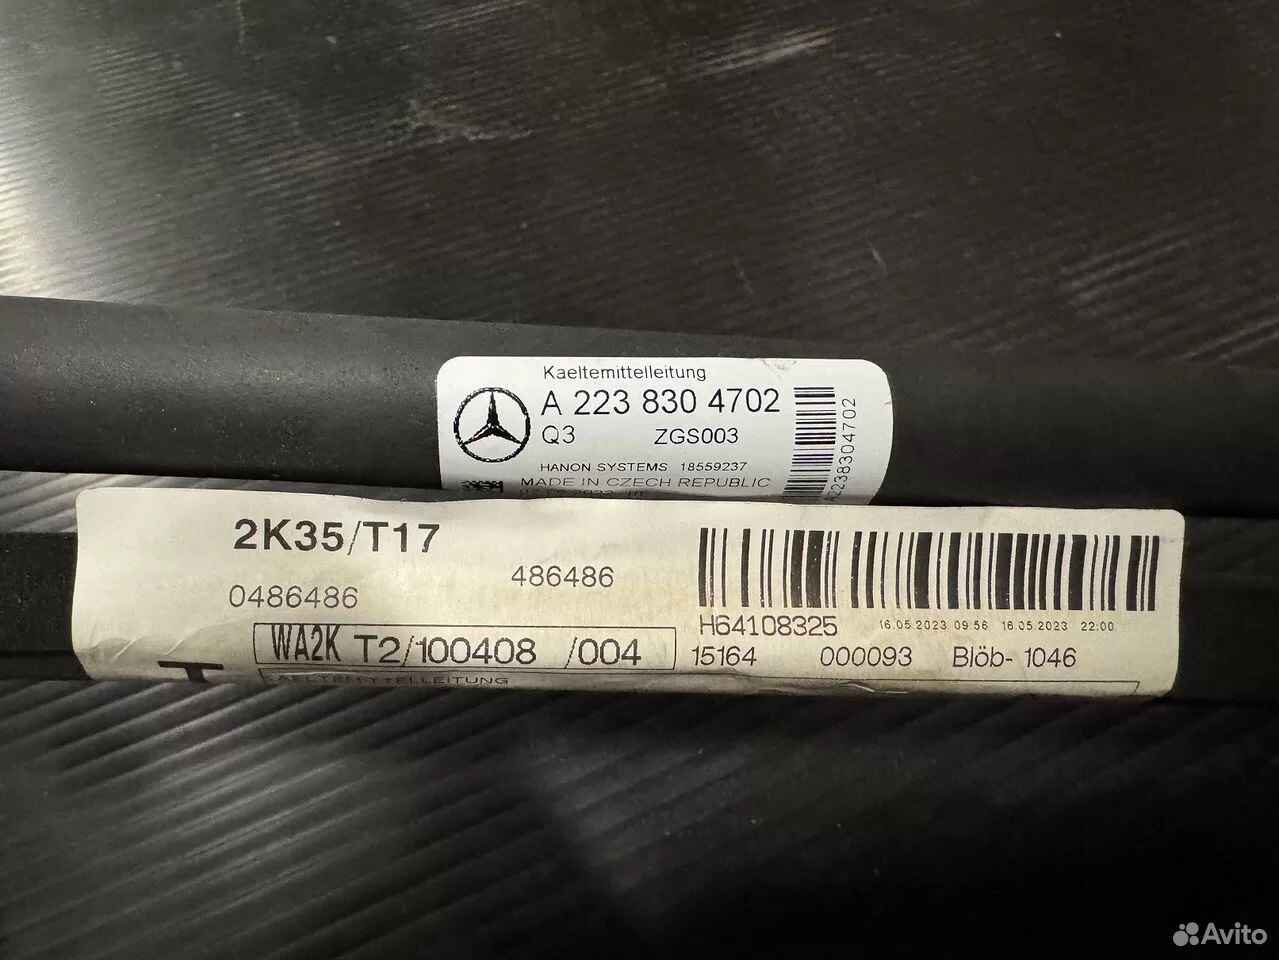 Kaeltemittelleitung
A 223 830 4702
Q3 ZGS003
HANON SYSTEMS 18559237
MADE IN CZECH REPUBLIC
A2238304702
2K35/T17
0486486
486486
WA2K T2/100408 /004
H64108325
16.05.2023 09:56 16.05.2023 22:00
15164 000093 Blöb- 1046
T
KAELTEMITTELLEITUNG
Avito